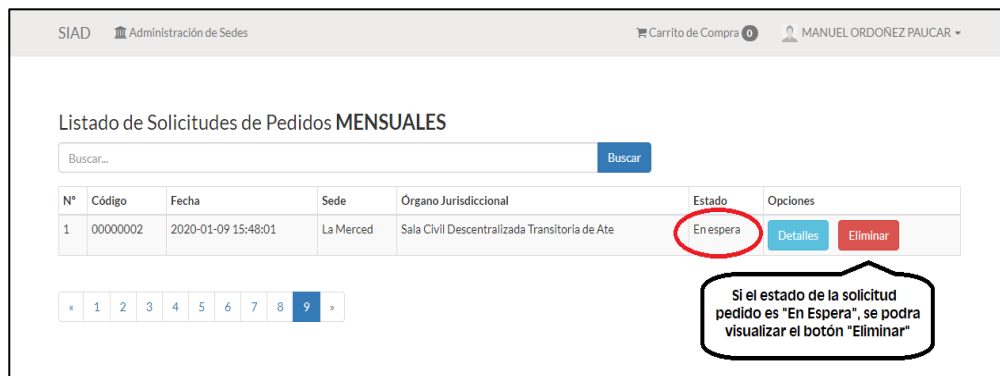 SIAD Administración de Sedes Carrito de Compra 0 MANUEL ORDOÑEZ PAUCAR
Listado de Solicitudes de Pedidos MENSUALES
Buscar... Buscar
N° Código Fecha Sede Órgano Jurisdiccional Estado Opciones
1 00000002 2020-01-09 15:48:01 La Merced Sala Civil Descentralizada Transitoria de Ate En espera Detalles Eliminar
« 1 2 3 4 5 6 7 8 9 »
Si el estado de la solicitud
pedido es "En Espera", se podra
visualizar el botón "Eliminar"